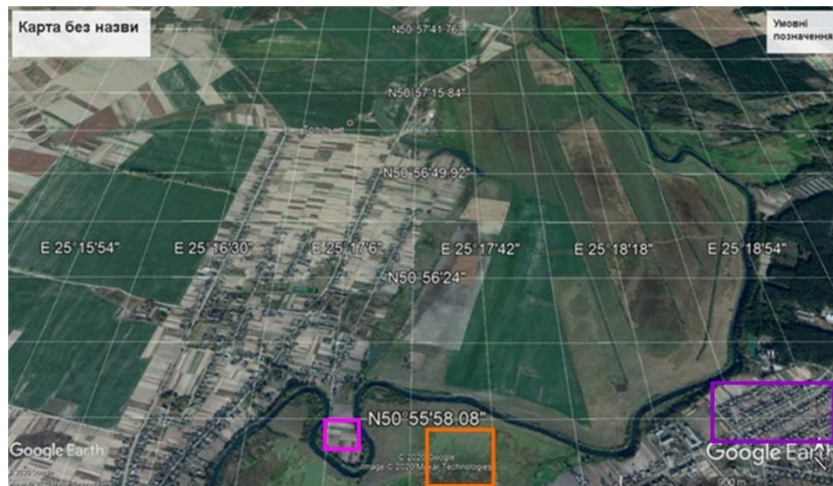 Карта без назви
Умовні
позначення
N50°57'41.76
N50°57'15.84"
N50°56'49.92"
E 25°15'54"
E 25°16'30"
E 25°17'6"
E 25°17'42"
E 25°18'18"
E 25°18'54"
N50°56'24"
N50°55'58.08"
Google Earth
© 2020 Google
Image © 2020 Maxar Technologies
Google Earth
900 m